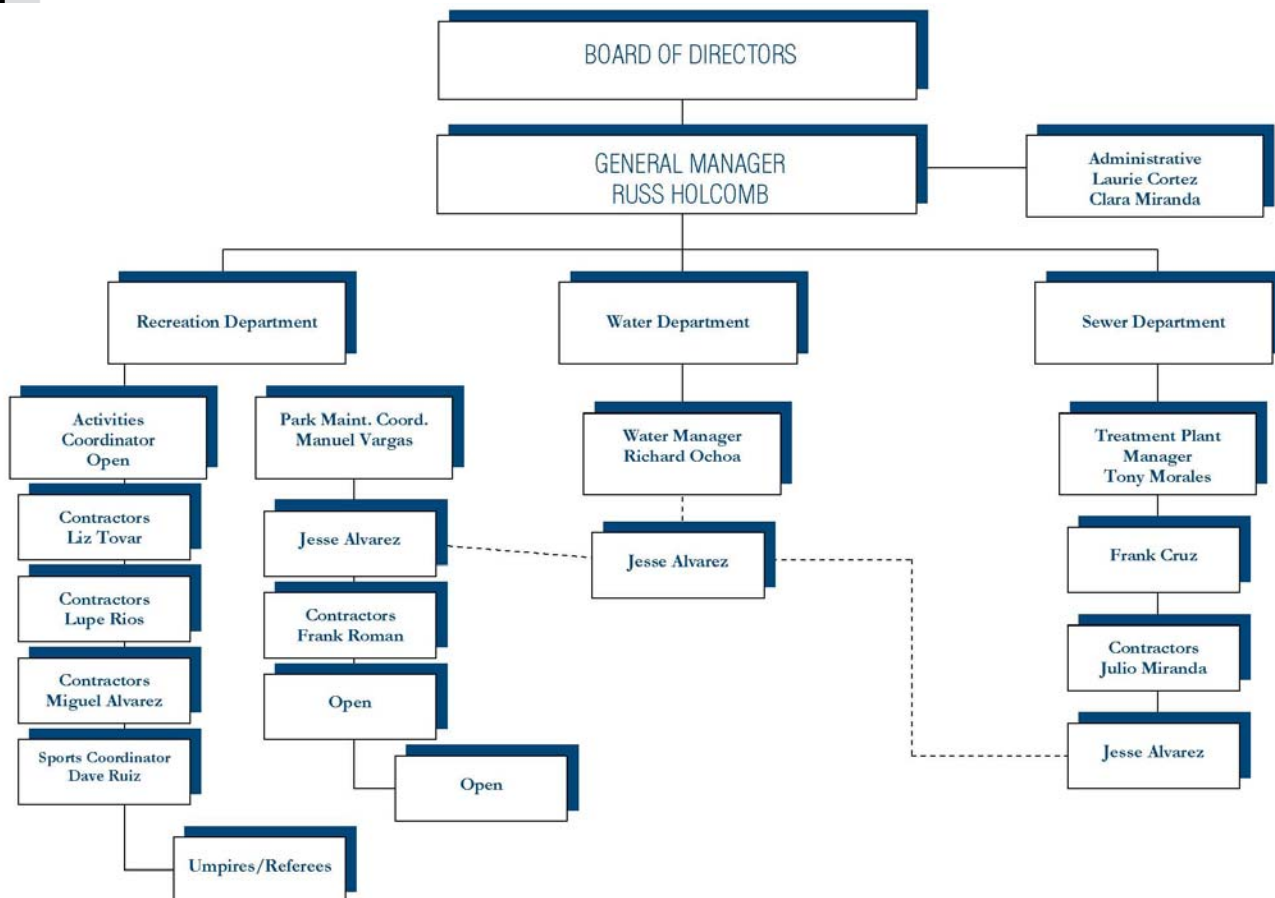 BOARD OF DIRECTORS
GENERAL MANAGER
RUSS HOLCOMB
Administrative
Laurie Cortez
Clara Miranda
Recreation Department
Water Department
Sewer Department
Activities
Coordinator
Open
Park Maint. Coord.
Manuel Vargas
Water Manager
Richard Ochoa
Treatment Plant
Manager
Tony Morales
Contractors
Liz Tovar
Jesse Alvarez
Jesse Alvarez
Frank Cruz
Contractors
Lupe Rios
Contractors
Frank Roman
Contractors
Julio Miranda
Contractors
Miguel Alvarez
Open
Jesse Alvarez
Sports Coordinator
Dave Ruiz
Open
Umpires/Referees